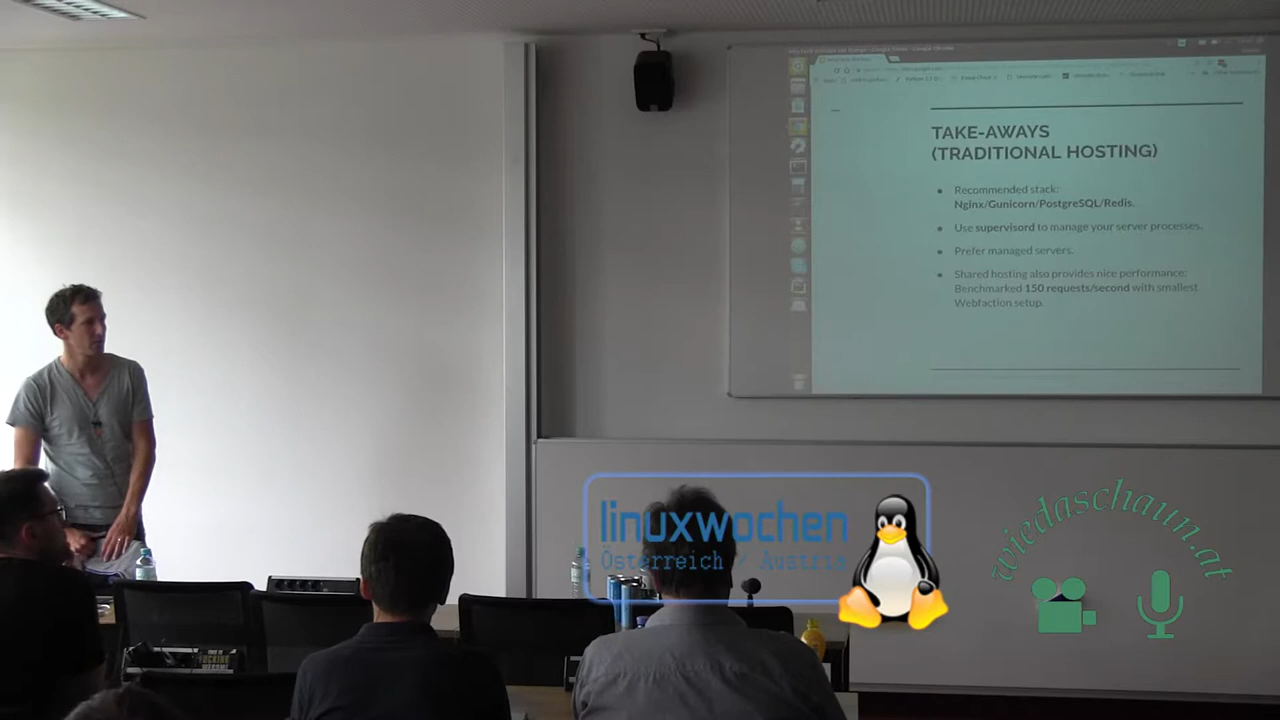 TAKE-AWAYS
(TRADITIONAL HOSTING)
Recommended stack:
Nginx/Gunicorn/PostgreSQL/Redis.
Use supervisord to manage your server processes.
Prefer managed servers.
Shared hosting also provides nice performance:
Benchmarked 150 requests/second with smallest
Webfaction setup.
linuxwochen
Österreich / Austria
wiedaschaun.at